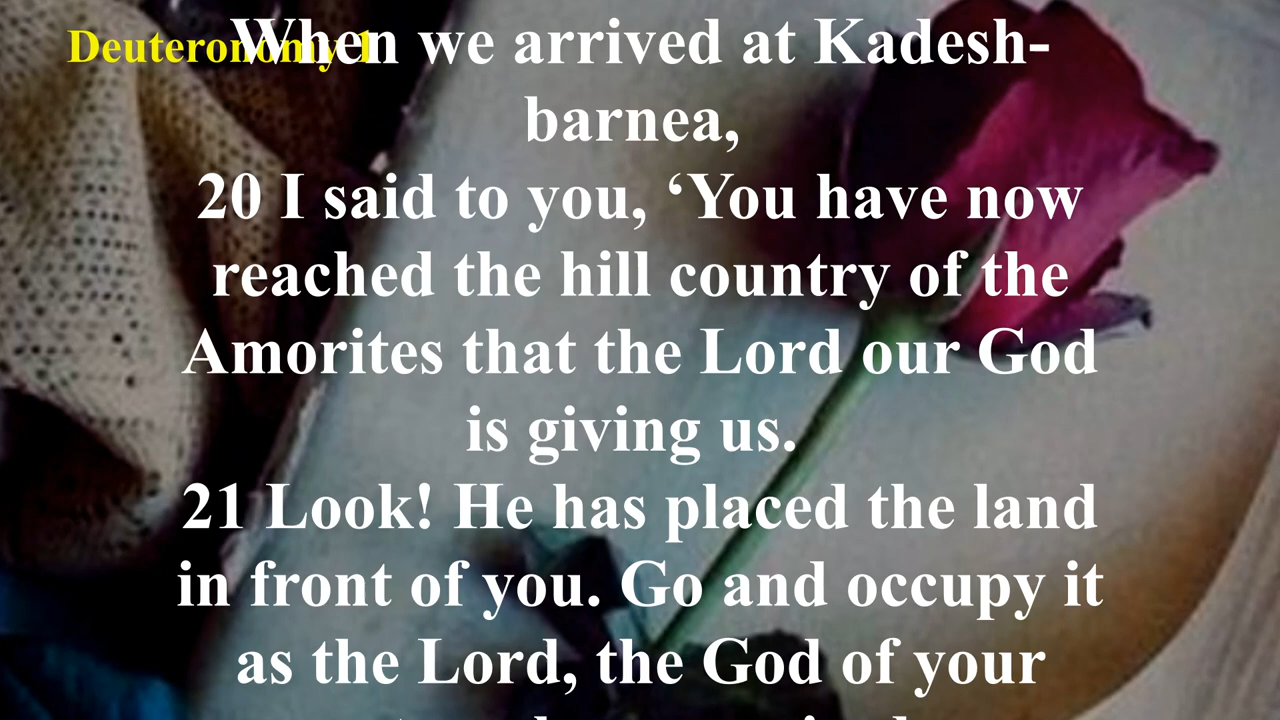 Deuteronomy 1
When we arrived at Kadesh-
barnea,
20 I said to you, ‘You have now
reached the hill country of the
Amorites that the Lord our God
is giving us.
21 Look! He has placed the land
in front of you. Go and occupy it
as the Lord, the God of your